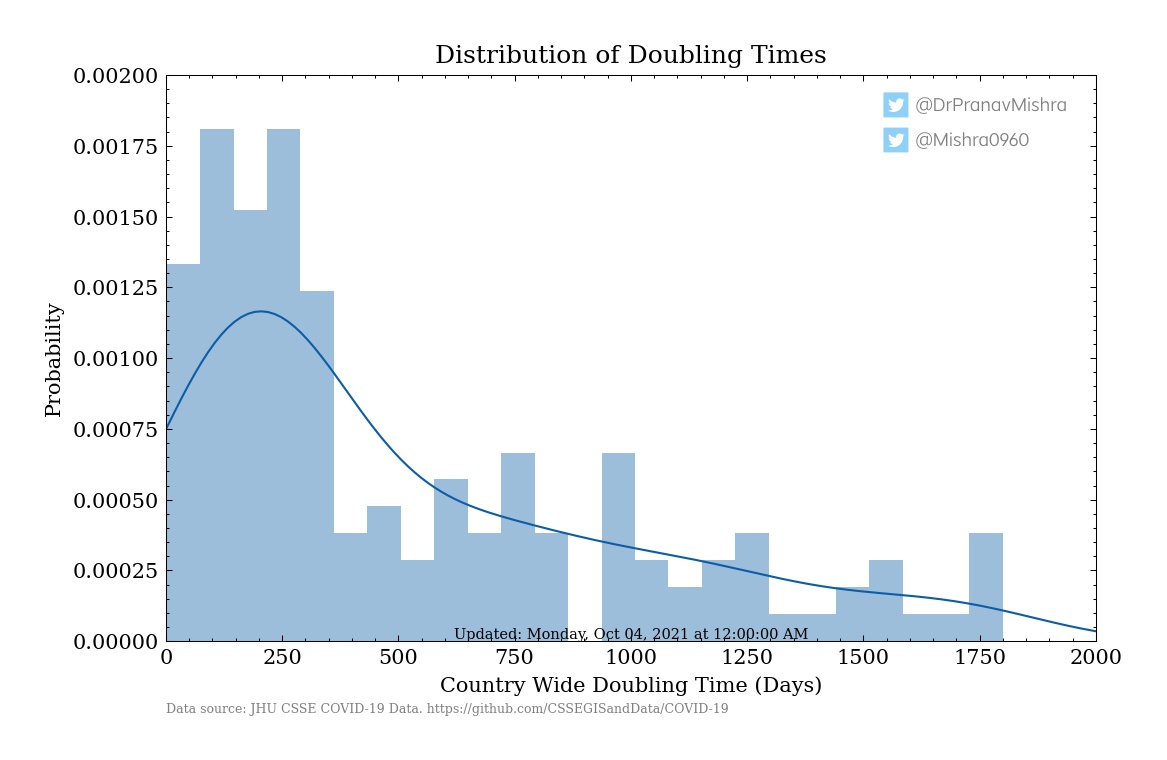 Distribution of Doubling Times
@DrPranavMishra
@Mishra0960
0.00200
0.00175
0.00150
0.00125
0.00100
0.00075
0.00050
0.00025
0.00000
Probability
Updated: Monday, Oct 04, 2021 at 12:00:00 AM
0 250 500 750 1000 1250 1500 1750 2000
Country Wide Doubling Time (Days)
Data source: JHU CSSE COVID-19 Data. https://github.com/CSSEGISandData/COVID-19